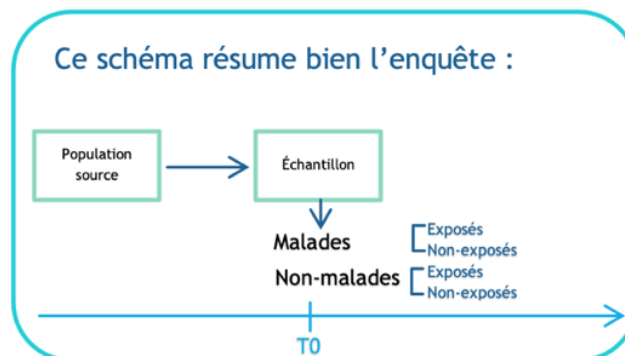 Ce schéma résume bien l'enquête :
Population
source
Échantillon
Malades
Exposés
Non-exposés
Non-malades
Exposés
Non-exposés
T0